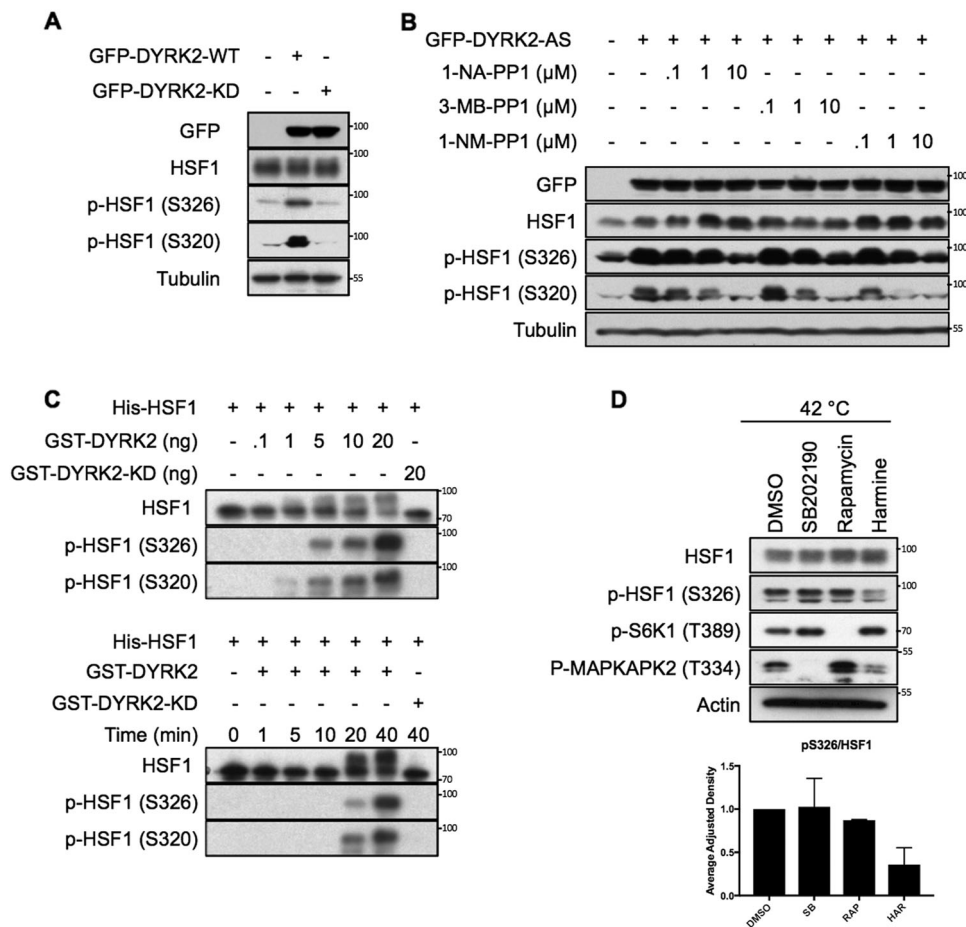 A
GFP-DYRK2-WT - + -
GFP-DYRK2-KD - - +
GFP 100
HSF1 100
p-HSF1 (S326) 100
p-HSF1 (S320) 100
Tubulin 55
B
GFP-DYRK2-AS - + + + + + + + + + +
1-NA-PP1 (µM) - - .1 1 10 - - - - - -
3-MB-PP1 (µM) - - - - - .1 1 10 - - -
1-NM-PP1 (µM) - - - - - - - - .1 1 10
GFP 100
HSF1 100
p-HSF1 (S326) 100
p-HSF1 (S320) 100
Tubulin 55
C
His-HSF1 + + + + + + +
GST-DYRK2 (ng) - .1 1 5 10 20 -
GST-DYRK2-KD (ng) - - - - - - 20
HSF1 100 70
p-HSF1 (S326) 100
p-HSF1 (S320) 100
His-HSF1 + + + + + + +
GST-DYRK2 - + + + + + -
GST-DYRK2-KD - - - - - - +
Time (min) 0 1 5 10 20 40 40
HSF1 100 70
p-HSF1 (S326) 100
p-HSF1 (S320) 100
D
42 °C
DMSO SB202190 Rapamycin Harmine
HSF1 100
p-HSF1 (S326) 100
p-S6K1 (T389) 70
P-MAPKAPK2 (T334) 55
Actin 55
pS326/HSF1
Average Adjusted Density
1.5
1.0
0.5
0.0
DMSO SB RAP HAR